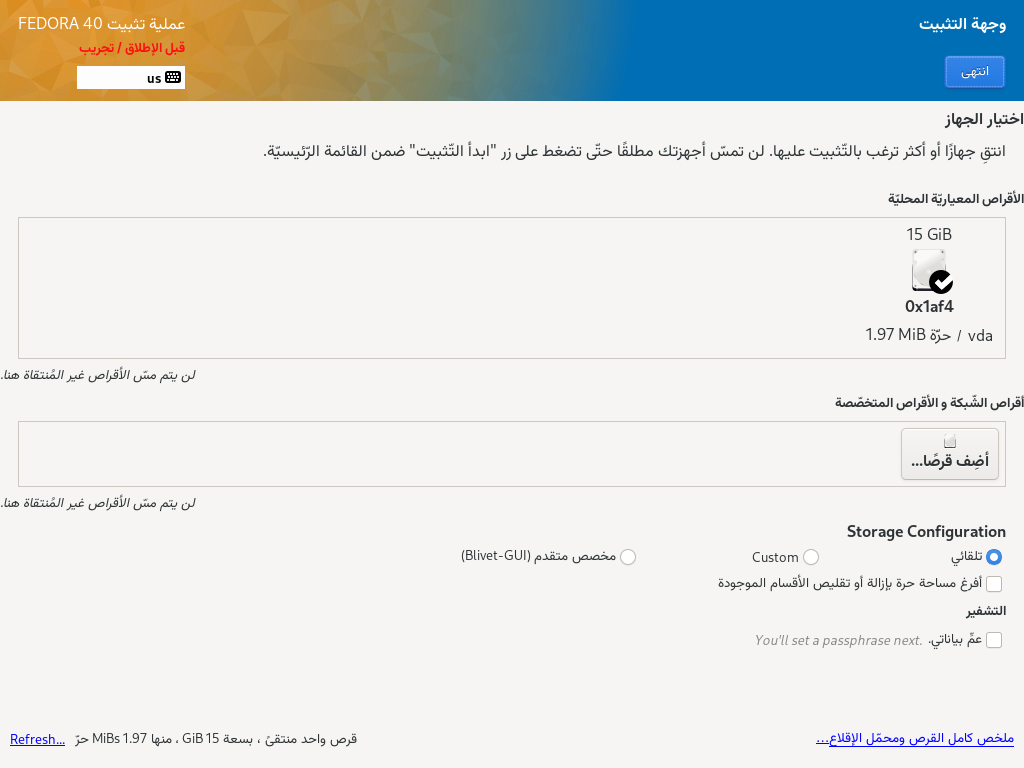 وجهة التثبيت
انتهى
عملية تثبيت FEDORA 40
قبل الإطلاق / تجريب
us
اختيار الجهاز
انتقِ جهازًا أو أكثر ترغب بالتّثبيت عليها. لن تمسّ أجهزتك مطلقًا حتّى تضغط على زر "ابدأ التّثبيت" ضمن القائمة الرّئيسيّة.
الأقراص المعياريّة المحليّة
15 GiB
0x1af4
vda / 1.97 MiB حرّة
لن يتم مسّ الأقراص غير المُنتقاة هنا.
أقراص الشّبكة و الأقراص المتخصّصة
أضِف قرصًا...
لن يتم مسّ الأقراص غير المُنتقاة هنا.
Storage Configuration
تلقائي Custom مخصص متقدم (Blivet-GUI)
أفرغ مساحة حرة بإزالة أو تقليص الأقسام الموجودة
التشفير
عمِّ بياناتي. You'll set a passphrase next.
ملخص كامل القرص ومحمّل الإقلاع...
قرص واحد منتقىً ، بسعة 15 GiB ، منها 1.97 MiBs حرّ Refresh...